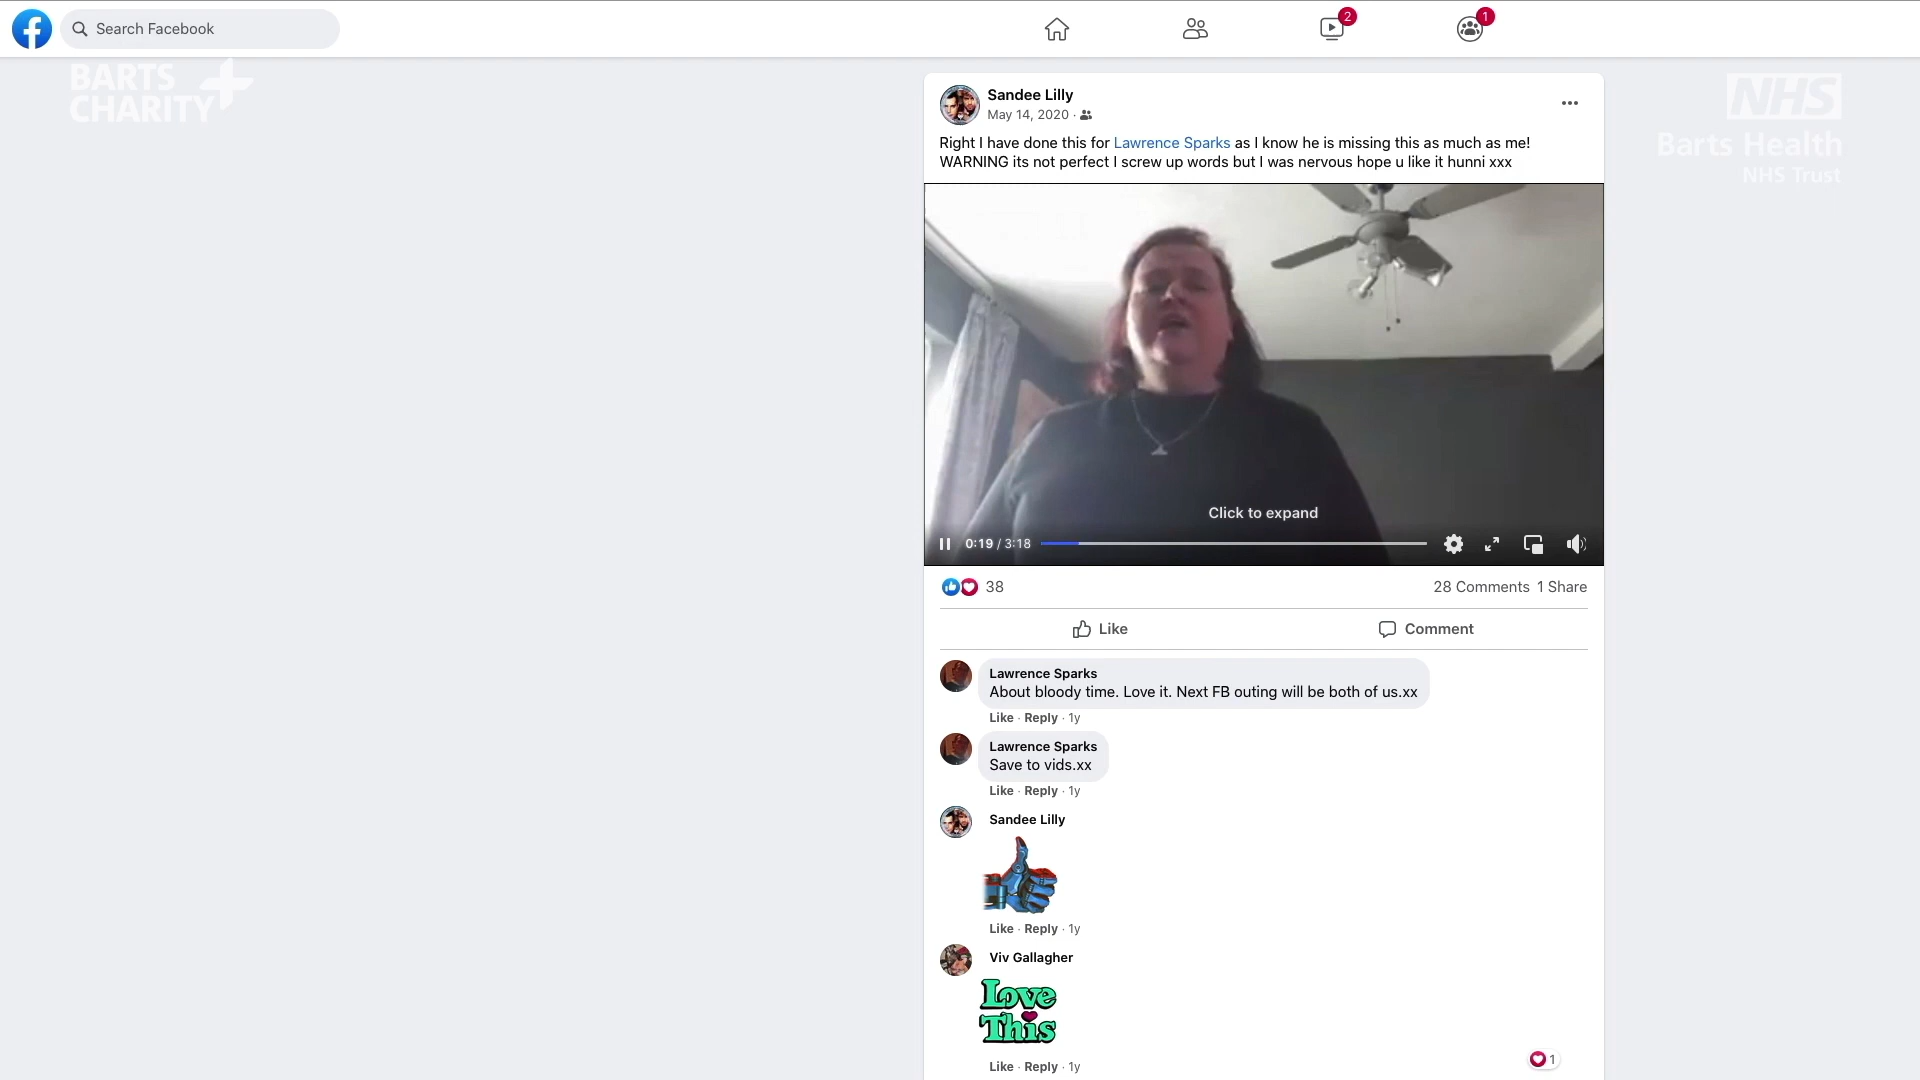 Search Facebook
2
1
BARTS
CHARITY
NHS
Barts Health
NHS Trust
Sandee Lilly
May 14, 2020 ·
Right I have done this for Lawrence Sparks as I know he is missing this as much as me!
WARNING its not perfect I screw up words but I was nervous hope u like it hunni xxx
Click to expand
0:19 / 3:18
38
28 Comments 1 Share
Like
Comment
Lawrence Sparks
About bloody time. Love it. Next FB outing will be both of us.xx
Like · Reply · 1y
Lawrence Sparks
Save to vids.xx
Like · Reply · 1y
Sandee Lilly
Like · Reply · 1y
Viv Gallagher
Love
This
Like · Reply · 1y
1